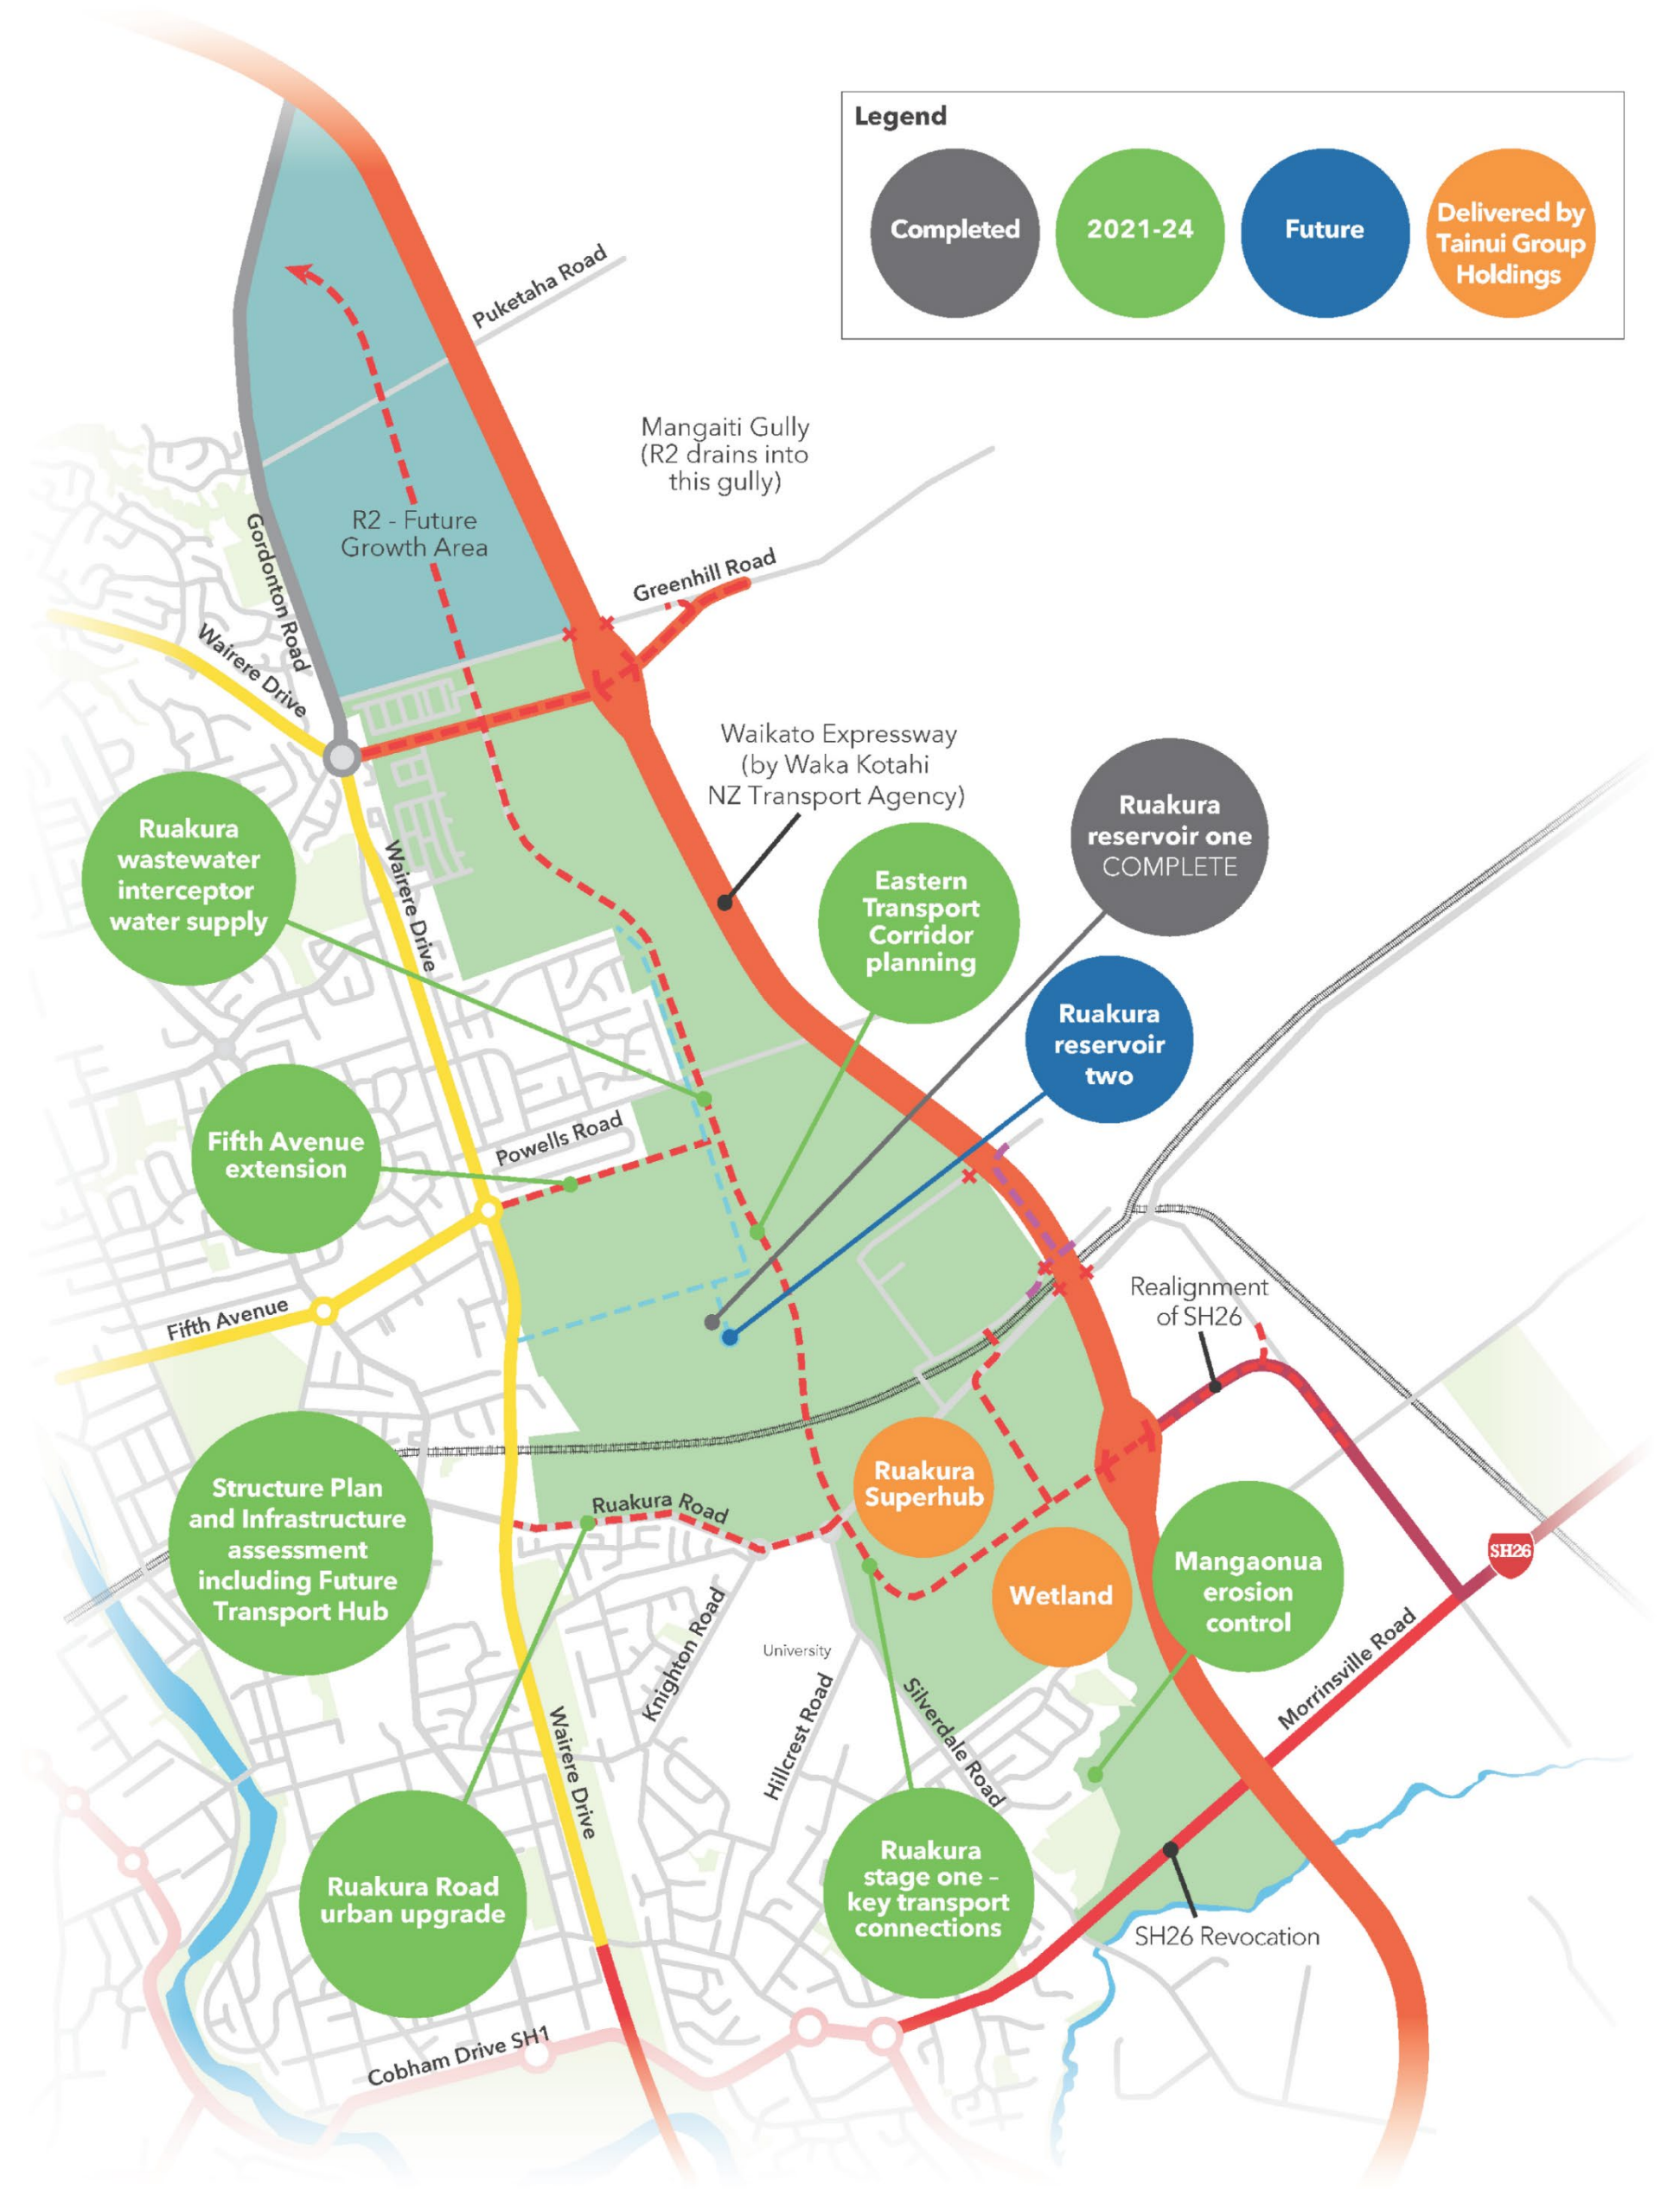 Legend
Completed
2021-24
Future
Delivered by
Tainui Group
Holdings
Puketaha Road
Mangaiti Gully
(R2 drains into
this gully)
R2 - Future
Growth Area
Gordonton Road
Greenhill Road
Wairere Drive
Waikato Expressway
(by Waka Kotahi
NZ Transport Agency)
Ruakura
reservoir one
COMPLETE
Ruakura
wastewater
interceptor
water supply
Wairere Drive
Eastern
Transport
Corridor
planning
Ruakura
reservoir
two
Fifth Avenue
extension
Powells Road
Fifth Avenue
Realignment
of SH26
Structure Plan
and Infrastructure
assessment
including Future
Transport Hub
Ruakura Road
Ruakura
Superhub
Wetland
Mangaonua
erosion
control
SH26
Knighton Road
University
Hillcrest Road
Silverdale Road
Morrinsville Road
Wairere Drive
Ruakura Road
urban upgrade
Ruakura
stage one –
key transport
connections
SH26 Revocation
Cobham Drive SH1